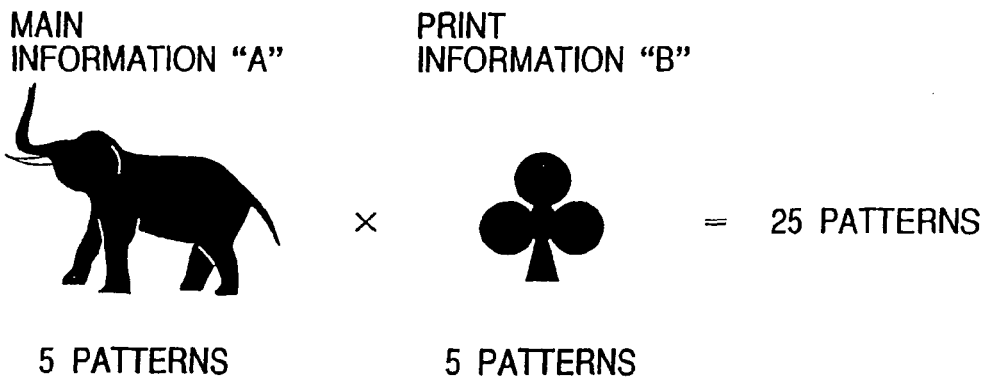 MAIN
INFORMATION “A”
PRINT
INFORMATION “B”
× = 25 PATTERNS
5 PATTERNS
5 PATTERNS